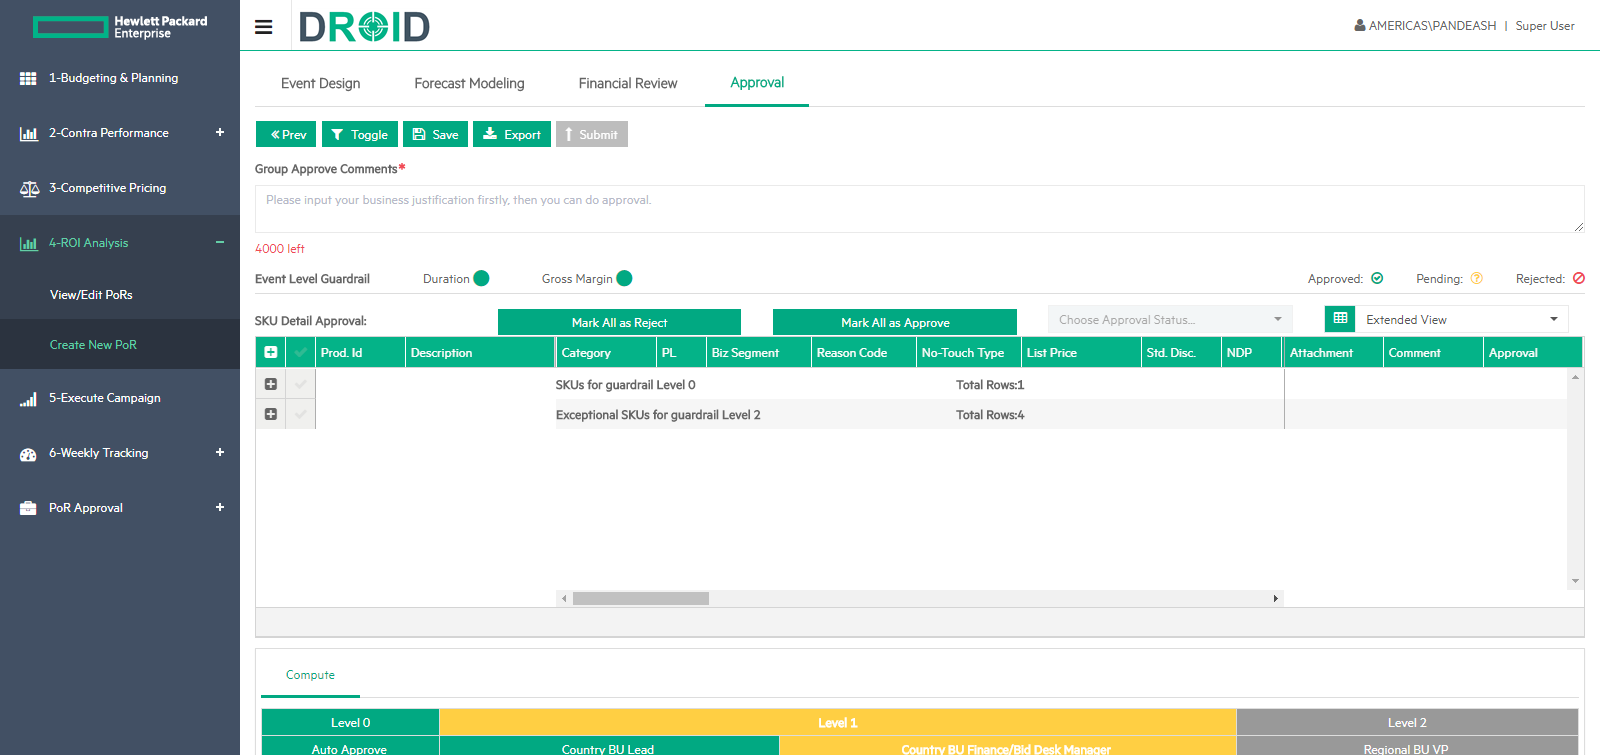 Hewlett Packard
Enterprise
DROID
AMERICAS\PANDEASH | Super User
1-Budgeting & Planning
2-Contra Performance +
3-Competitive Pricing
4-ROI Analysis −
View/Edit PoRs
Create New PoR
5-Execute Campaign
6-Weekly Tracking +
PoR Approval +
Event Design Forecast Modeling Financial Review Approval
« Prev Toggle Save Export Submit
Group Approve Comments*
Please input your business justification firstly, then you can do approval.
4000 left
Event Level Guardrail Duration Gross Margin Approved: Pending: Rejected:
SKU Detail Approval: Mark All as Reject Mark All as Approve Choose Approval Status... Extended View
Prod. Id Description Category PL Biz Segment Reason Code No-Touch Type List Price Std. Disc. NDP Attachment Comment Approval
SKUs for guardrail Level 0 Total Rows:1
Exceptional SKUs for guardrail Level 2 Total Rows:4
Compute
Level 0 Level 1 Level 2
Auto Approve Country BU Lead Country BU Finance/Bid Desk Manager Regional BU VP